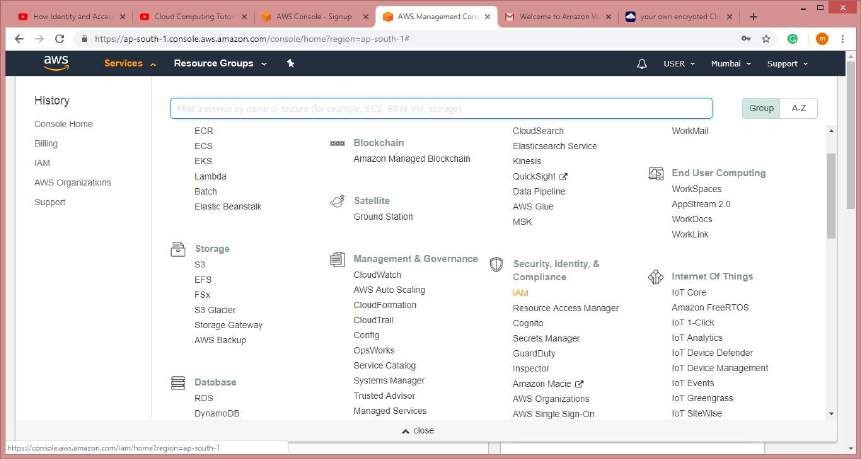 How Identity and Acces
Cloud Computing Tutor
AWS Console - Signup
AWS Management Cons
Welcome to Amazon W
your own encrypted Clo
https://ap-south-1.console.aws.amazon.com/console/home?region=ap-south-1#
m
aws
Services
Resource Groups
USER
Mumbai
Support
History
Console Home
Billing
IAM
AWS Organizations
Support
Find a service by name or feature (for example, EC2, S3 or VM, storage).
Group
A-Z
ECR
ECS
EKS
Lambda
Batch
Elastic Beanstalk
Storage
S3
EFS
FSx
S3 Glacier
Storage Gateway
AWS Backup
Database
RDS
DynamoDB
Blockchain
Amazon Managed Blockchain
Satellite
Ground Station
Management & Governance
CloudWatch
AWS Auto Scaling
CloudFormation
CloudTrail
Config
OpsWorks
Service Catalog
Systems Manager
Trusted Advisor
Managed Services
CloudSearch
Elasticsearch Service
Kinesis
QuickSight
Data Pipeline
AWS Glue
MSK
Security, Identity, &
Compliance
IAM
Resource Access Manager
Cognito
Secrets Manager
GuardDuty
Inspector
Amazon Macie
AWS Organizations
AWS Single Sign-On
WorkMail
End User Computing
WorkSpaces
AppStream 2.0
WorkDocs
WorkLink
Internet Of Things
IoT Core
Amazon FreeRTOS
IoT 1-Click
IoT Analytics
IoT Device Defender
IoT Device Management
IoT Events
IoT Greengrass
IoT SiteWise
close
https://console.aws.amazon.com/iam/home?region=ap-south-1